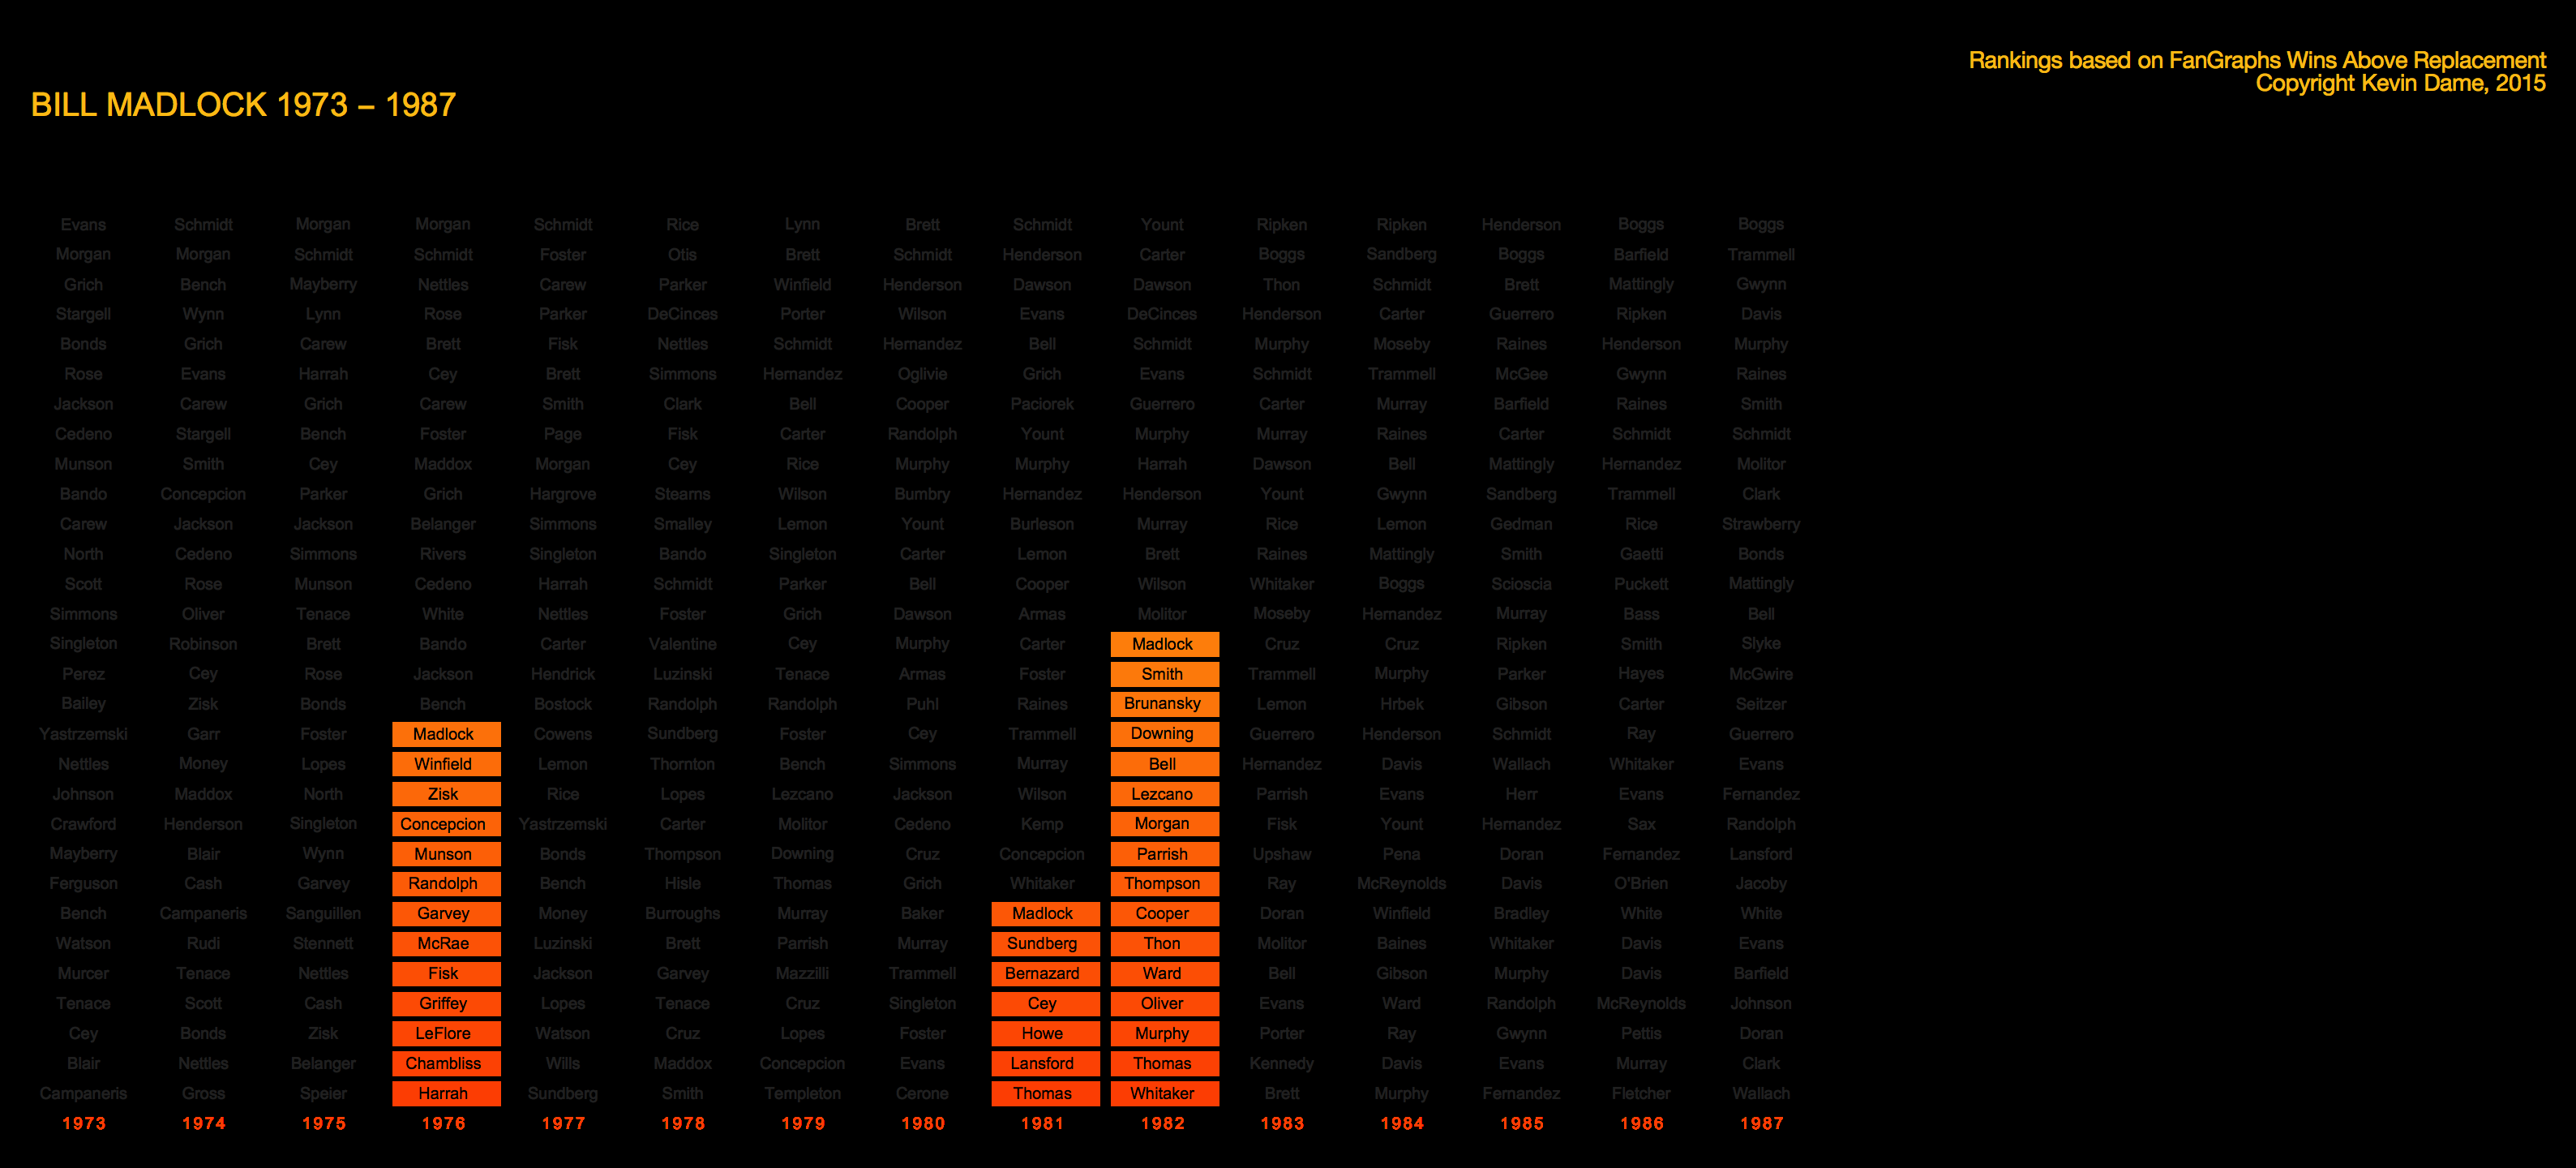 Rankings based on FanGraphs Wins Above Replacement
Copyright Kevin Dame, 2015
BILL MADLOCK 1973 – 1987
Evans Schmidt Morgan Morgan Schmidt Rice Lynn Brett Schmidt Yount Ripken Ripken Henderson Boggs Boggs
Morgan Morgan Schmidt Schmidt Foster Otis Brett Schmidt Henderson Carter Boggs Sandberg Boggs Barfield Trammell
Grich Bench Mayberry Nettles Carew Parker Winfield Henderson Dawson Dawson Thon Schmidt Brett Mattingly Gwynn
Stargell Wynn Lynn Rose Parker DeCinces Porter Wilson Evans DeCinces Henderson Carter Guerrero Ripken Davis
Bonds Grich Carew Brett Fisk Nettles Schmidt Hernandez Bell Schmidt Murphy Moseby Raines Henderson Murphy
Rose Evans Harrah Cey Brett Simmons Hernandez Oglivie Grich Evans Schmidt Trammell McGee Gwynn Raines
Jackson Carew Grich Carew Smith Clark Bell Cooper Paciorek Guerrero Carter Murray Barfield Raines Smith
Cedeno Stargell Bench Foster Page Fisk Carter Randolph Yount Murphy Murray Raines Carter Schmidt Schmidt
Munson Smith Cey Maddox Morgan Cey Rice Murphy Murphy Harrah Dawson Bell Mattingly Hernandez Molitor
Bando Concepcion Parker Grich Hargrove Stearns Wilson Bumbry Hernandez Henderson Yount Gwynn Sandberg Trammell Clark
Carew Jackson Jackson Belanger Simmons Smalley Lemon Yount Burleson Murray Rice Lemon Gedman Rice Strawberry
North Cedeno Simmons Rivers Singleton Bando Singleton Carter Lemon Brett Raines Mattingly Smith Gaetti Bonds
Scott Rose Munson Cedeno Harrah Schmidt Parker Bell Cooper Wilson Whitaker Boggs Scioscia Puckett Mattingly
Simmons Oliver Tenace White Nettles Foster Grich Dawson Armas Molitor Moseby Hernandez Murray Bass Bell
Singleton Robinson Brett Bando Carter Valentine Cey Murphy Carter Madlock Cruz Cruz Ripken Smith Slyke
Perez Cey Rose Jackson Hendrick Luzinski Tenace Armas Foster Smith Trammell Murphy Parker Hayes McGwire
Bailey Zisk Bonds Bench Bostock Randolph Randolph Puhl Raines Brunansky Lemon Hrbek Gibson Carter Seitzer
Yastrzemski Garr Foster Madlock Cowens Sundberg Foster Cey Trammell Downing Guerrero Henderson Schmidt Ray Guerrero
Nettles Money Lopes Winfield Lemon Thornton Bench Simmons Murray Bell Hernandez Davis Wallach Whitaker Evans
Johnson Maddox North Zisk Rice Lopes Lezcano Jackson Wilson Lezcano Parrish Evans Herr Evans Fernandez
Crawford Henderson Singleton Concepcion Yastrzemski Carter Molitor Cedeno Kemp Morgan Fisk Yount Hernandez Sax Randolph
Mayberry Blair Wynn Munson Bonds Thompson Downing Cruz Concepcion Parrish Upshaw Pena Doran Fernandez Lansford
Ferguson Cash Garvey Randolph Bench Hisle Thomas Grich Whitaker Thompson Ray McReynolds Davis O'Brien Jacoby
Bench Campaneris Sanguillen Garvey Money Burroughs Murray Baker Madlock Cooper Doran Winfield Bradley White White
Watson Rudi Stennett McRae Luzinski Brett Parrish Murray Sundberg Thon Molitor Baines Whitaker Davis Evans
Murcer Tenace Nettles Fisk Jackson Garvey Mazzilli Trammell Bernazard Ward Bell Gibson Murphy Davis Barfield
Tenace Scott Cash Griffey Lopes Tenace Cruz Singleton Cey Oliver Evans Ward Randolph McReynolds Johnson
Cey Bonds Zisk LeFlore Watson Cruz Lopes Foster Howe Murphy Porter Ray Gwynn Pettis Doran
Blair Nettles Belanger Chambliss Wills Maddox Concepcion Evans Lansford Thomas Kennedy Davis Evans Murray Clark
Campaneris Gross Speier Harrah Sundberg Smith Templeton Cerone Thomas Whitaker Brett Murphy Fernandez Fletcher Wallach
1973 1974 1975 1976 1977 1978 1979 1980 1981 1982 1983 1984 1985 1986 1987